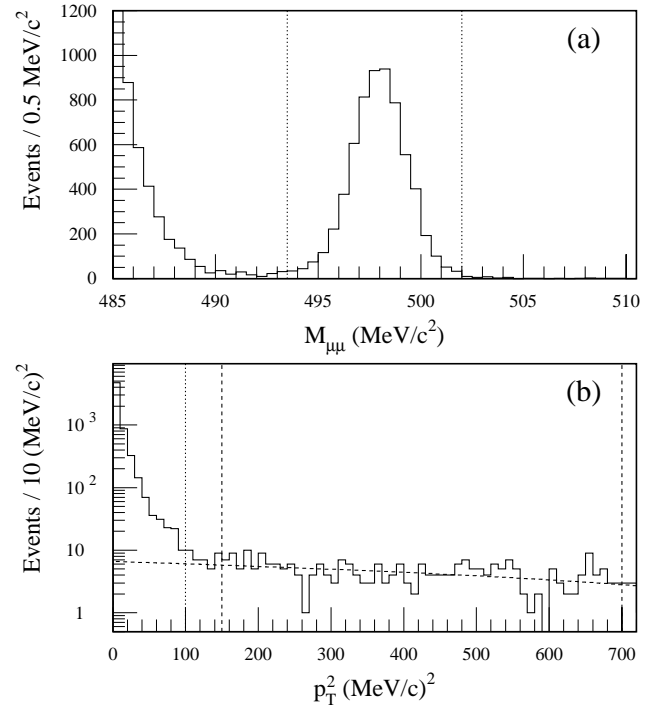 Events / 0.5 MeV/c²
1200
1000
800
600
400
200
0
(a)
485 490 495 500 505 510
M_μμ (MeV/c²)
Events / 10 (MeV/c)²
10³
10²
10
1
(b)
0 100 200 300 400 500 600 700
p_T² (MeV/c)²